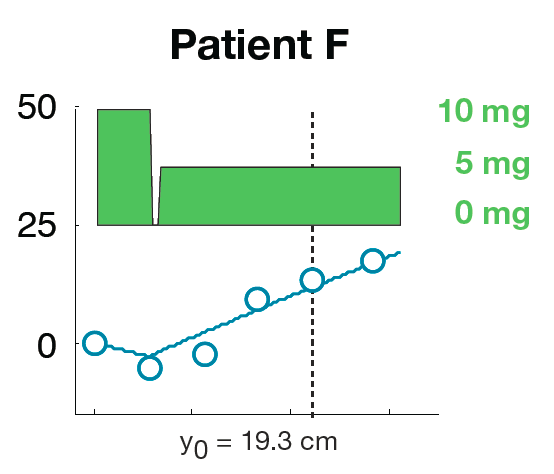 Patient F
50
10 mg
5 mg
25
0 mg
0
y0 = 19.3 cm